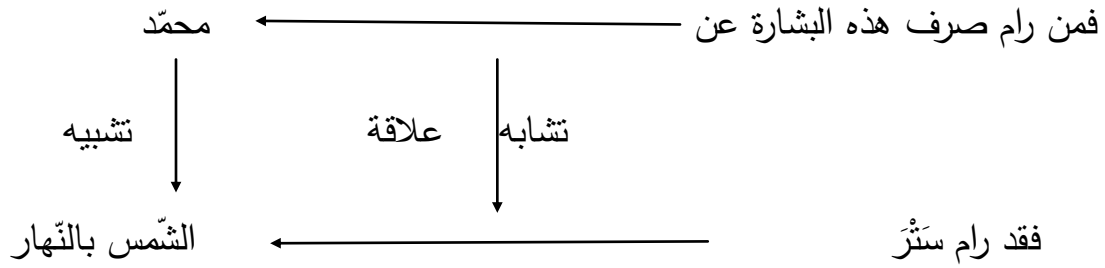 فمن رام صرف هذه البشارة عن محمّد
علاقة تشابه تشبيه
فقد رام سَتْرَ الشّمس بالنّهار